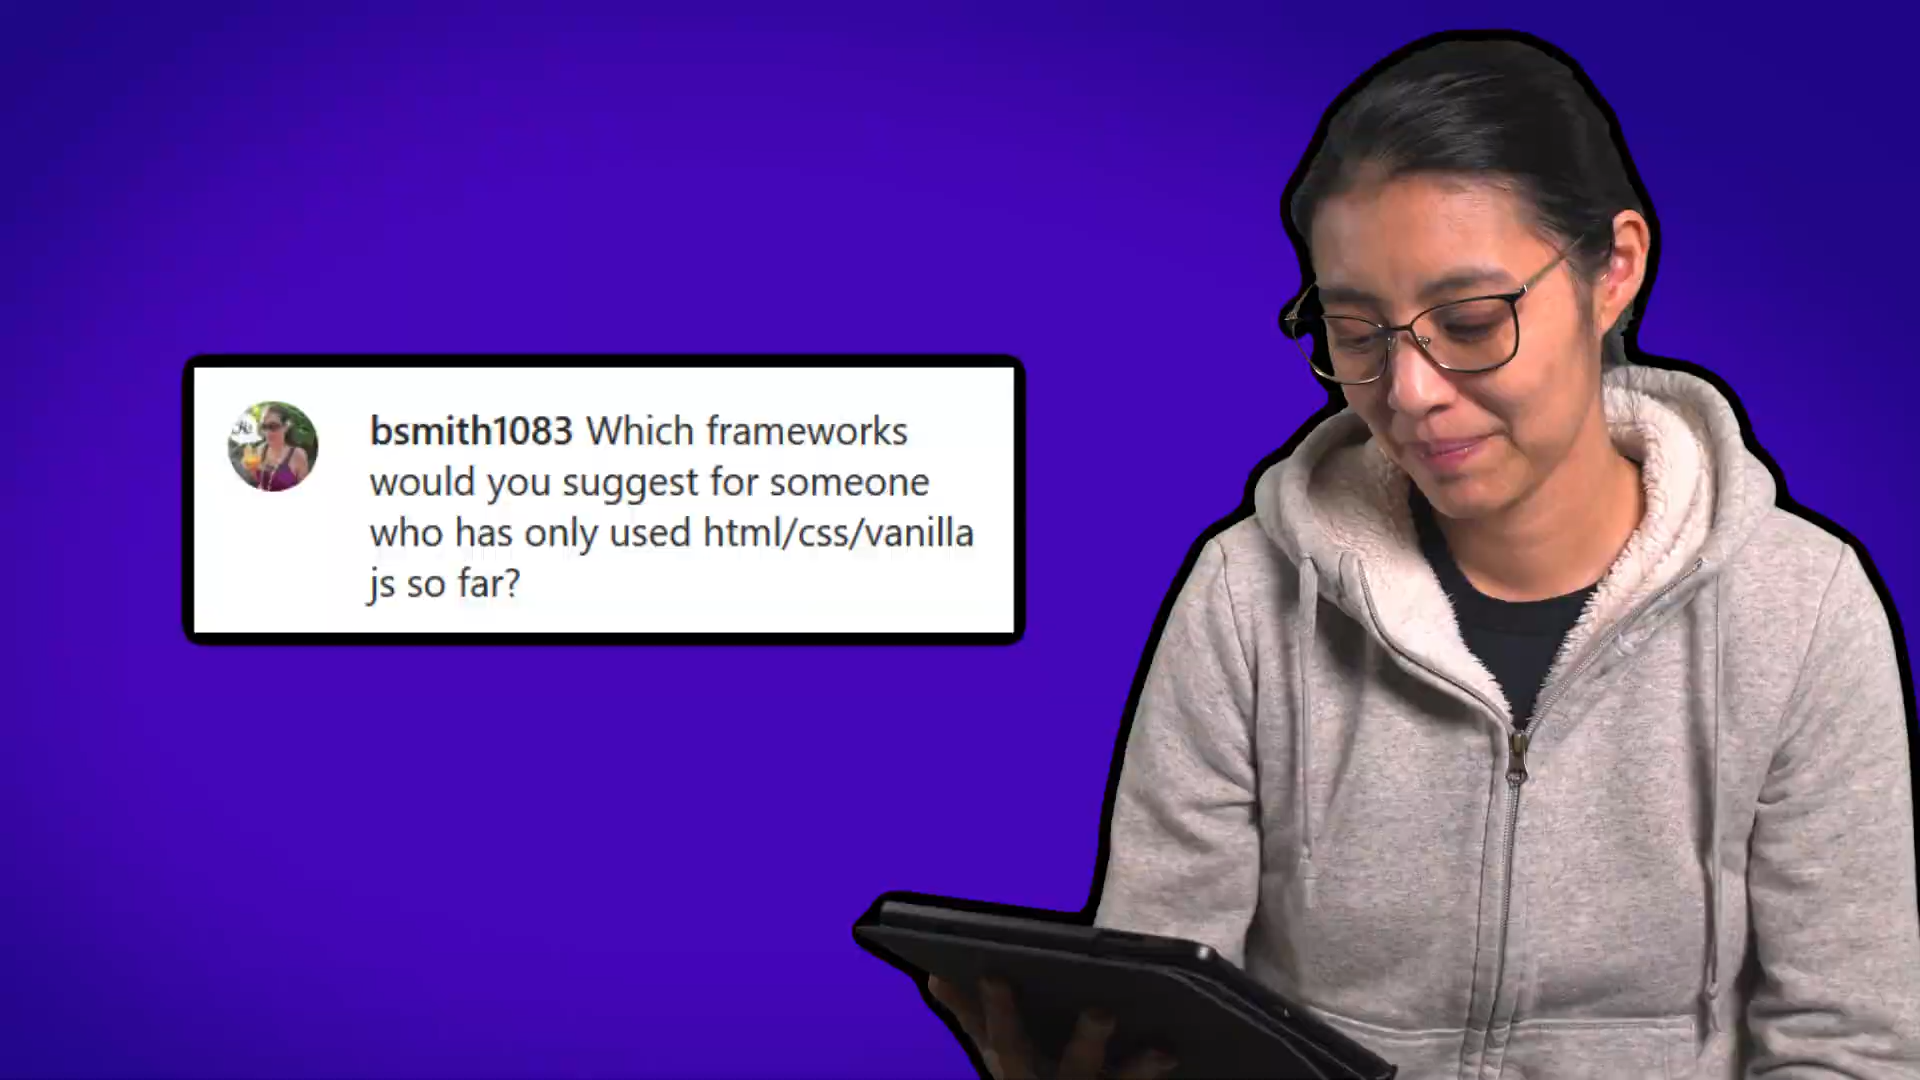 bsmith1083 Which frameworks
would you suggest for someone
who has only used html/css/vanilla
js so far?